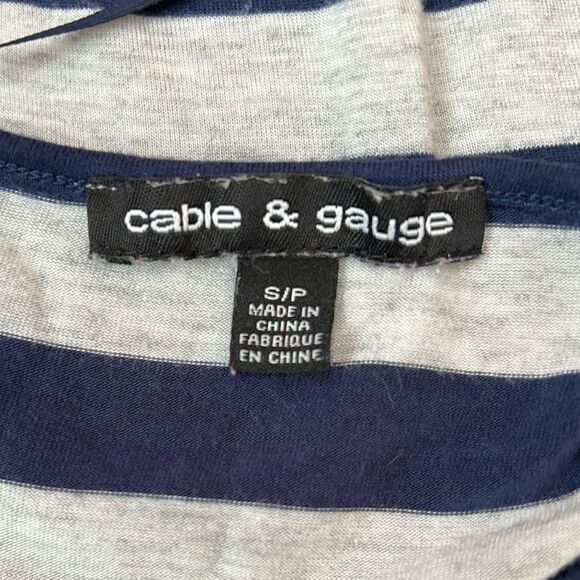 cable & gauge
S/P
MADE IN
CHINA
FABRIQUE
EN CHINE